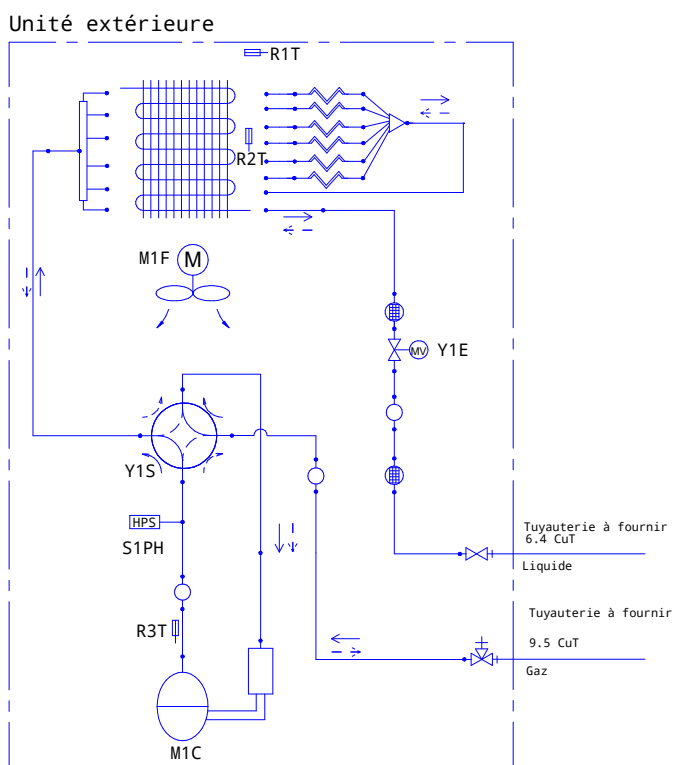 Unité extérieure
R1T
R2T
M1F
M
MV
Y1E
Y1S
HPS
S1PH
Tuyauterie à fournir
6.4 CuT
Liquide
Tuyauterie à fournir
9.5 CuT
Gaz
R3T
M1C